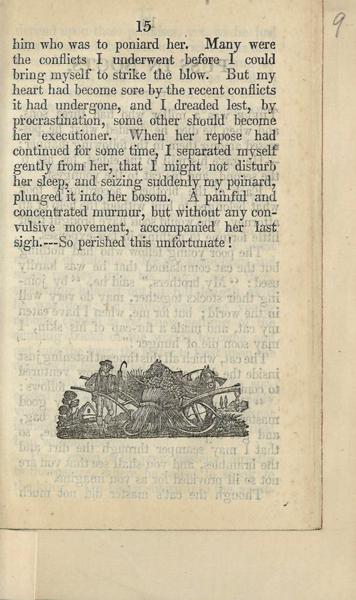 15
9
him who was to poniard her. Many were
the conflicts I underwent before I could
bring myself to strike the blow. But my
heart had become sore by the recent conflicts
it had undergone, and I dreaded lest, by
procrastination, some other should become
her executioner. When her repose had
continued for some time, I separated myself
gently from her, that I might not disturb
her sleep, and seizing suddenly my poinard,
plunged it into her bosom. A painful and
concentrated murmur, but without any con-
vulsive movement, accompanied her last
sigh.---So perished this unfortunate!